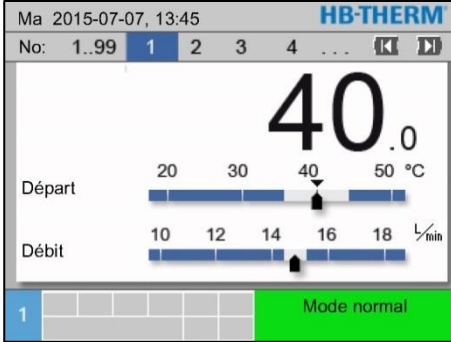 Ma 2015-07-07, 13:45 HB-THERM®
No: 1..99 1 2 3 4 ...
40.0
20 30 40 50 °C
Départ
10 12 14 16 18 L/min
Débit
1 Mode normal